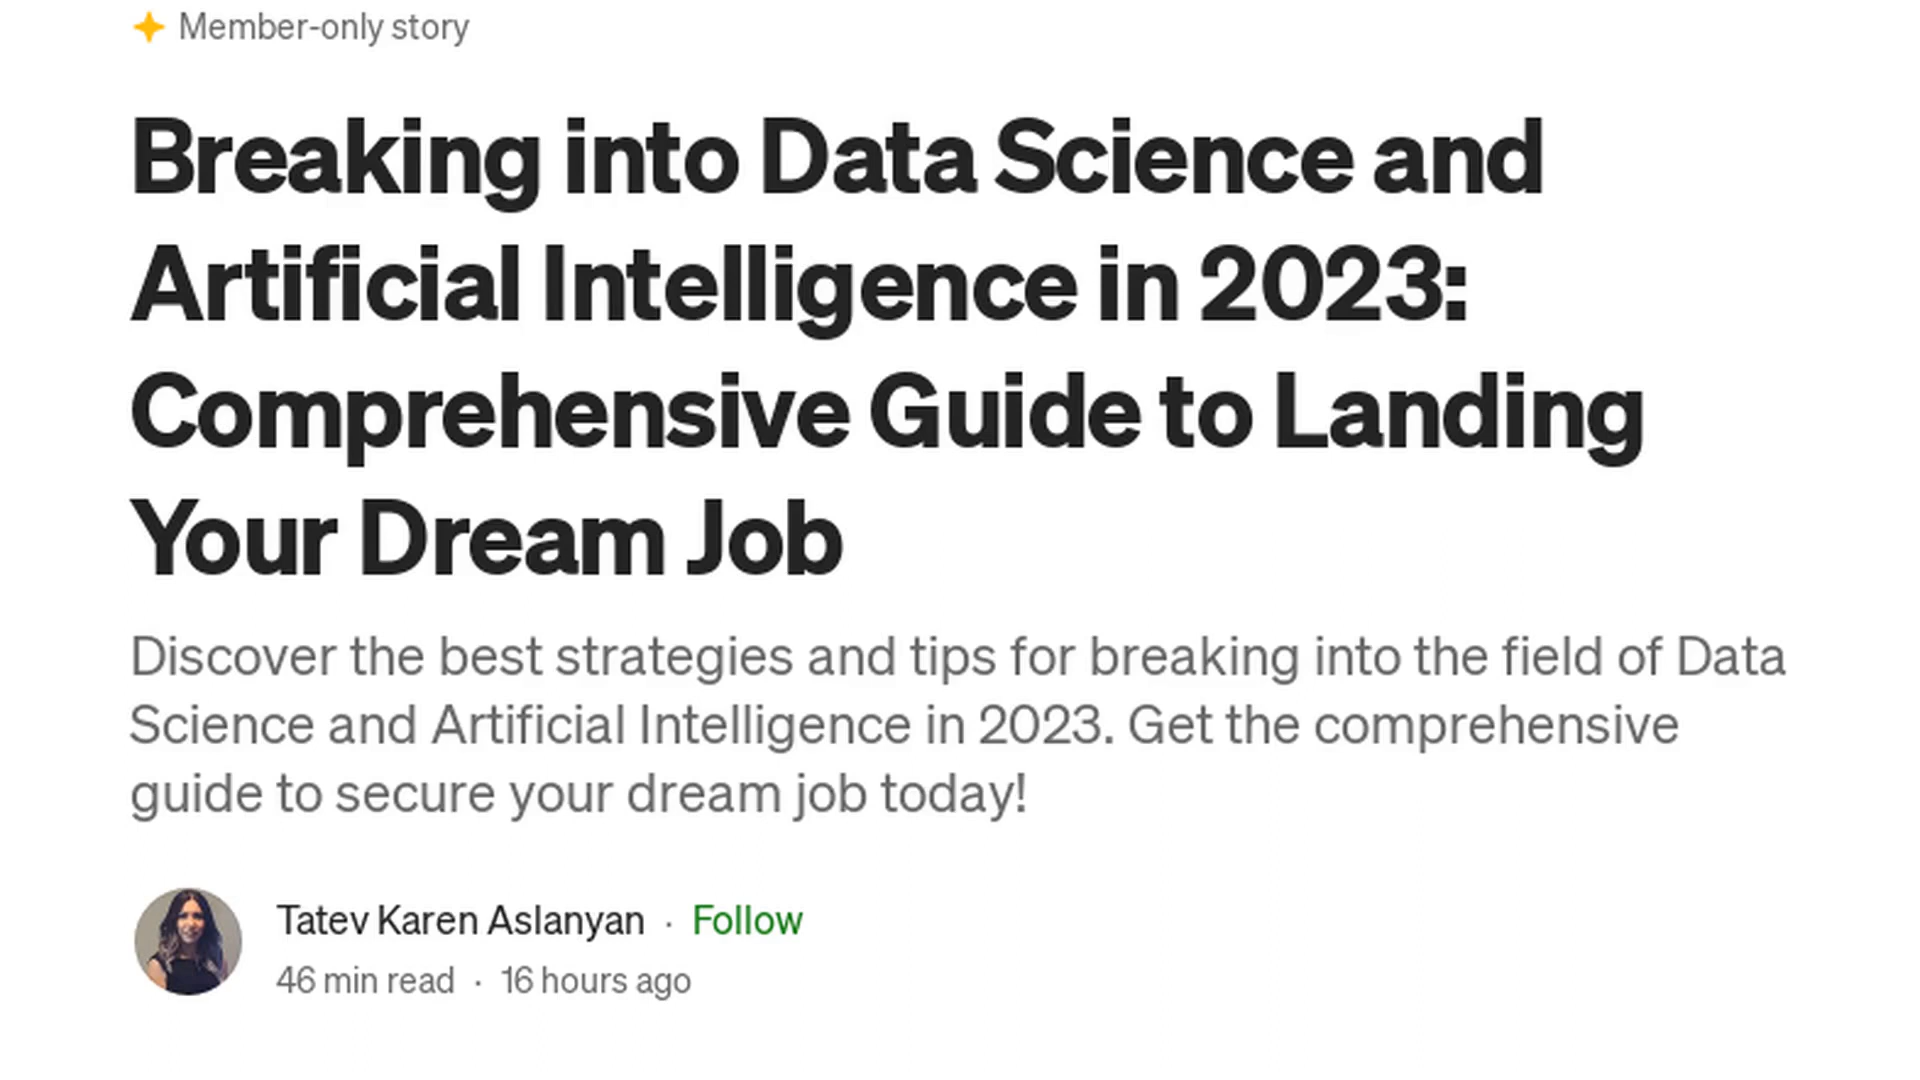 Member-only story
Breaking into Data Science and
Artificial Intelligence in 2023:
Comprehensive Guide to Landing
Your Dream Job
Discover the best strategies and tips for breaking into the field of Data
Science and Artificial Intelligence in 2023. Get the comprehensive
guide to secure your dream job today!
Tatev Karen Aslanyan · Follow
46 min read · 16 hours ago